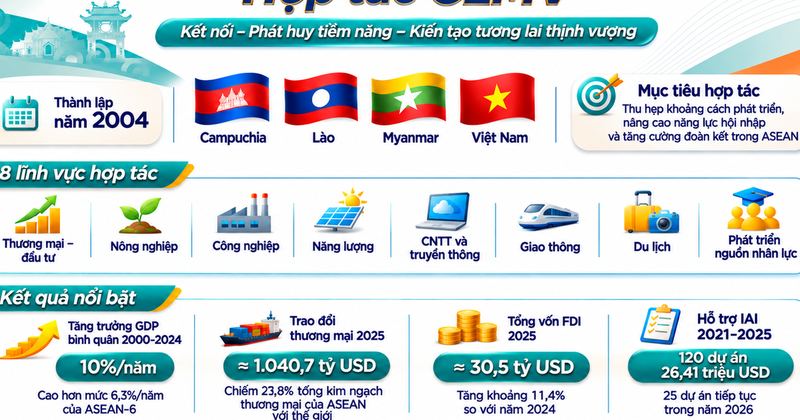 Hợp tác CLMV
Kết nối – Phát huy tiềm năng – Kiến tạo tương lai thịnh vượng
Thành lập
năm 2004
Campuchia
Lào
Myanmar
Việt Nam
Mục tiêu hợp tác
Thu hẹp khoảng cách phát triển,
nâng cao năng lực hội nhập
và tăng cường đoàn kết trong ASEAN
8 lĩnh vực hợp tác
Thương mại –
đầu tư
Nông nghiệp
Công nghiệp
Năng lượng
CNTT và
truyền thông
Giao thông
Du lịch
Phát triển
nguồn nhân lực
Kết quả nổi bật
Tăng trưởng GDP
bình quân 2000-2024
10%/năm
Cao hơn mức 6,3%/năm
của ASEAN-6
Trao đổi
thương mại 2025
≈ 1.040,7 tỷ USD
Chiếm 23,8% tổng kim ngạch
thương mại của ASEAN
với thế giới
Tổng vốn FDI
2025
≈ 30,5 tỷ USD
Tăng khoảng 11,4%
so với năm 2024
Hỗ trợ IAI
2021–2025
120 dự án
26,41 triệu USD
25 dự án tiếp tục
trong năm 2026